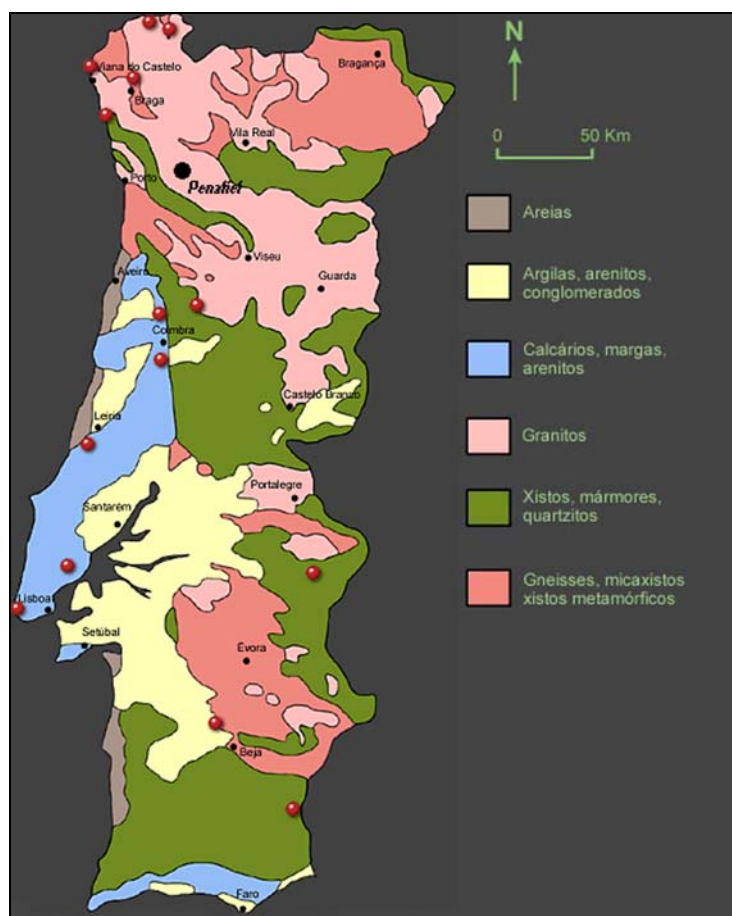 N
Bragança
Viana do Castelo
Braga
0 50 Km
Vila Real
Penafiel
Porto
Areias
Viseu
Aveiro
Guarda
Argilas, arenitos,
conglomerados
Coimbra
Calcários, margas,
arenitos
Castelo Branco
Leiria
Granitos
Portalegre
Santarém
Xistos, mármores,
quartzitos
Gneisses, micaxistos
xistos metamórficos
Lisboa
Setúbal
Évora
Beja
Faro